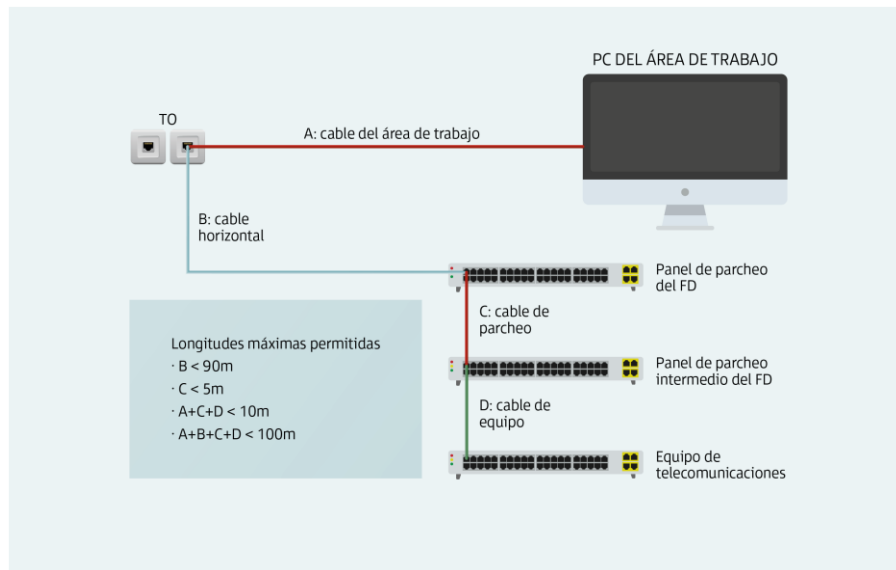 PC DEL ÁREA DE TRABAJO
TO
A: cable del área de trabajo
B: cable
horizontal
Panel de parcheo
del FD
C: cable de
parcheo
Longitudes máximas permitidas
· B < 90m
· C < 5m
· A+C+D < 10m
· A+B+C+D < 100m
Panel de parcheo
intermedio del FD
D: cable de
equipo
Equipo de
telecomunicaciones